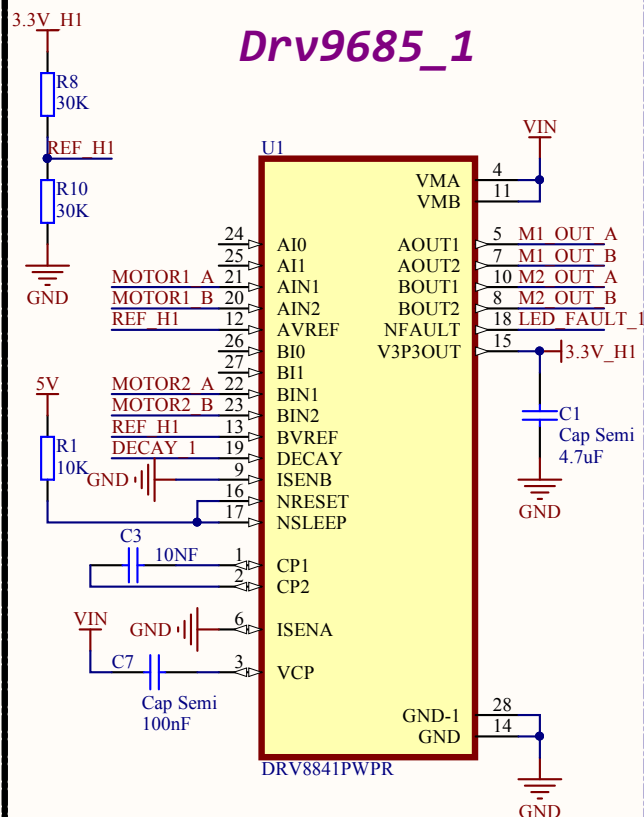 3.3V_H1
Drv9685_1
R8
30K
REF_H1
R10
30K
GND
U1
VIN
VMA 4
VMB 11
24 AI0
25 AI1
MOTOR1_A 21 AIN1
MOTOR1_B 20 AIN2
REF_H1 12 AVREF
26 BI0
27 BI1
MOTOR2_A 22 BIN1
MOTOR2_B 23 BIN2
REF_H1 13 BVREF
DECAY_1 19 DECAY
GND 9 ISENB
16 NRESET
17 NSLEEP
AOUT1 5 M1_OUT_A
AOUT2 7 M1_OUT_B
BOUT1 10 M2_OUT_A
BOUT2 8 M2_OUT_B
NFAULT 18 LED_FAULT_1
V3P3OUT 15 3.3V_H1
5V
R1
10K
C1
Cap Semi
4.7uF
GND
C3
10NF
1 CP1
2 CP2
GND 6 ISENA
VIN
C7
3 VCP
Cap Semi
100nF
GND-1 28
GND 14
DRV8841PWPR
GND